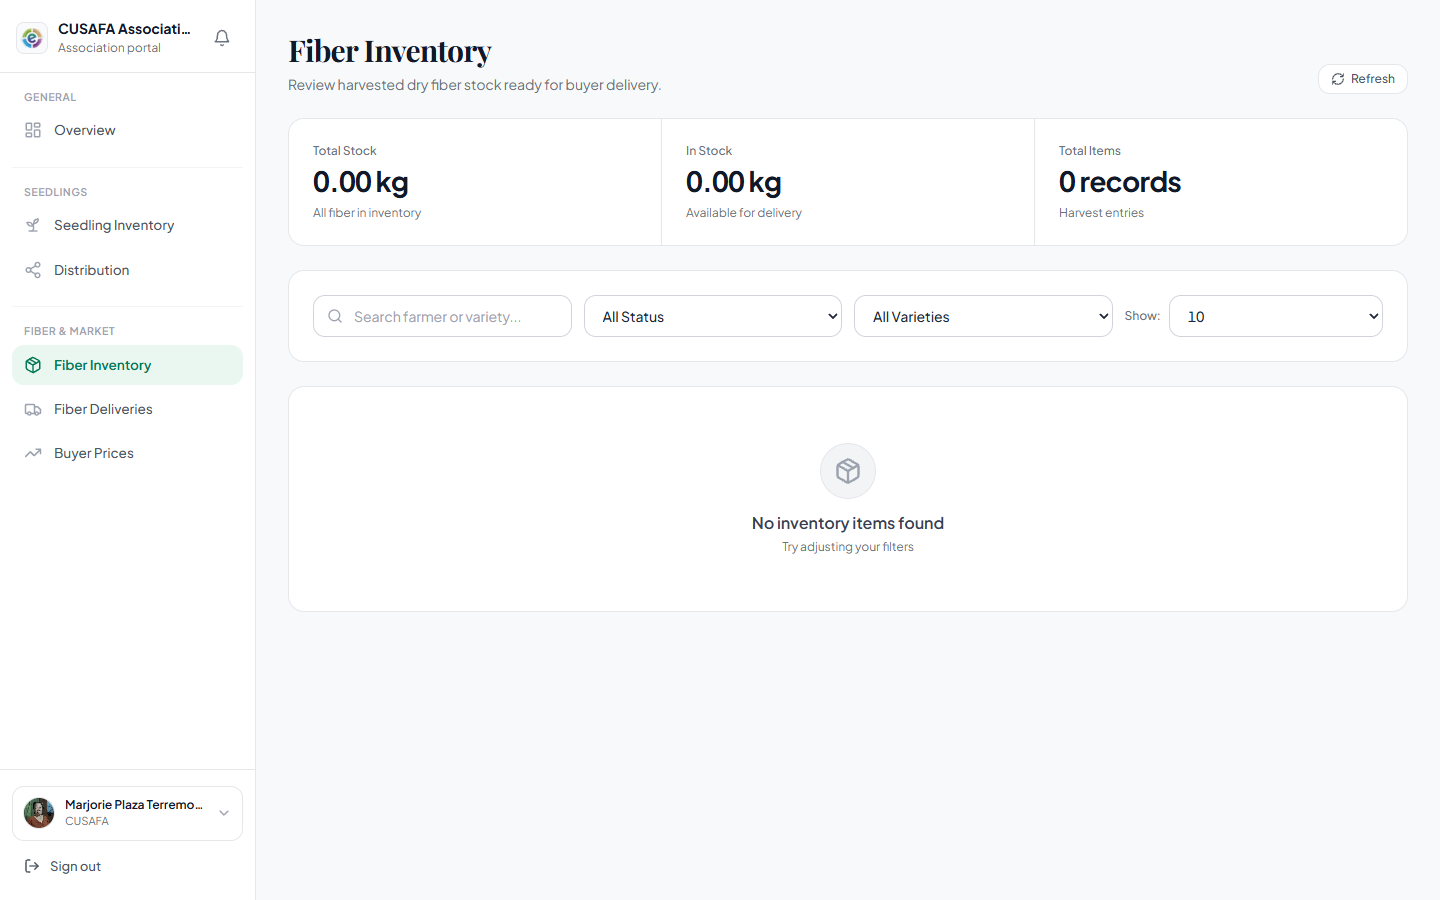 CUSAFA Associati...
Association portal
GENERAL
Overview
SEEDLINGS
Seedling Inventory
Distribution
FIBER & MARKET
Fiber Inventory
Fiber Deliveries
Buyer Prices
Marjorie Plaza Terremo...
CUSAFA
Sign out
Fiber Inventory
Review harvested dry fiber stock ready for buyer delivery.
Refresh
Total Stock
0.00 kg
All fiber in inventory
In Stock
0.00 kg
Available for delivery
Total Items
0 records
Harvest entries
Search farmer or variety...
All Status
All Varieties
Show:
10
No inventory items found
Try adjusting your filters